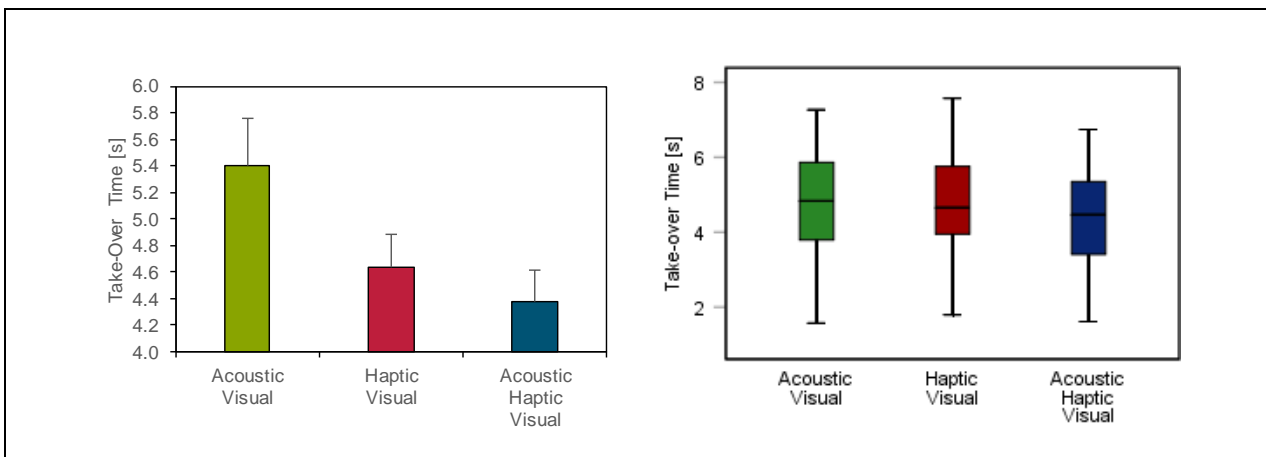 Take-Over Time [s]
6.0
5.8
5.6
5.4
5.2
5.0
4.8
4.6
4.4
4.2
4.0
Acoustic
Visual
Haptic
Visual
Acoustic
Haptic
Visual
Take-over Time [s]
8
6
4
2
Acoustic
Visual
Haptic
Visual
Acoustic
Haptic
Visual